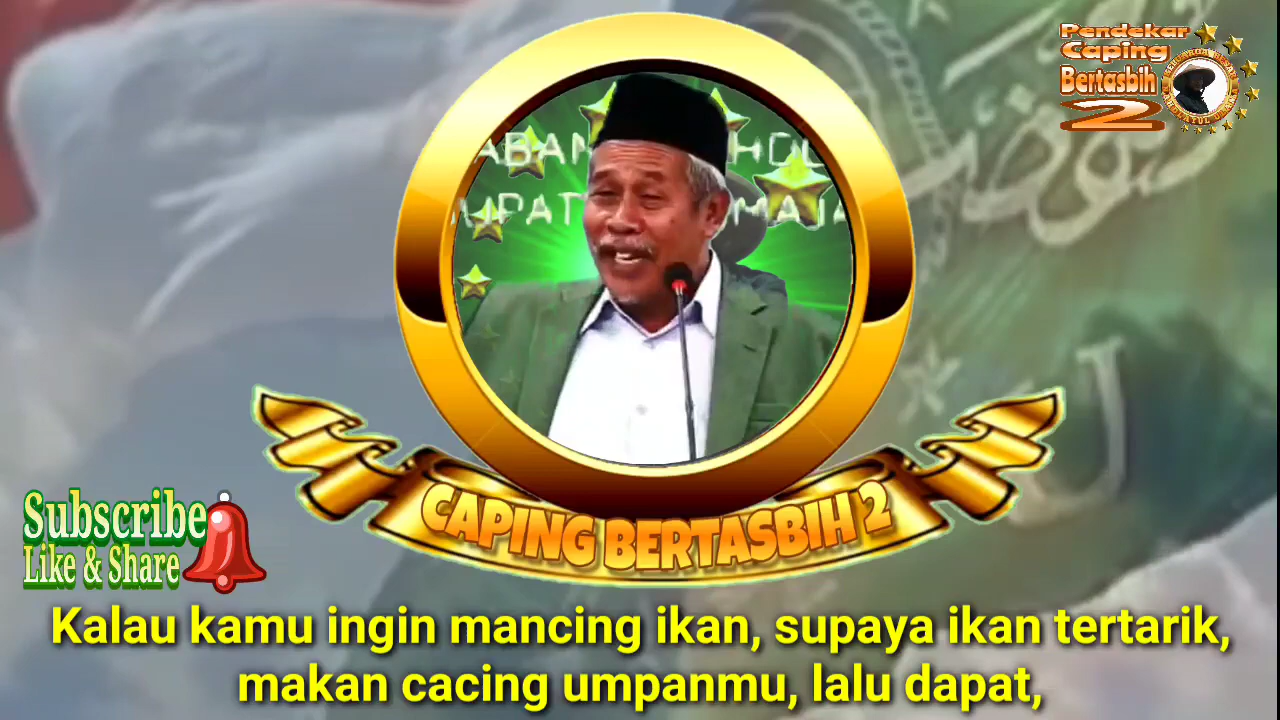 Pendekar
Caping
Bertasbih
2
CAPING BERTASBIH 2
Subscribe
Like & Share
Kalau kamu ingin mancing ikan, supaya ikan tertarik,
makan cacing umpanmu, lalu dapat,